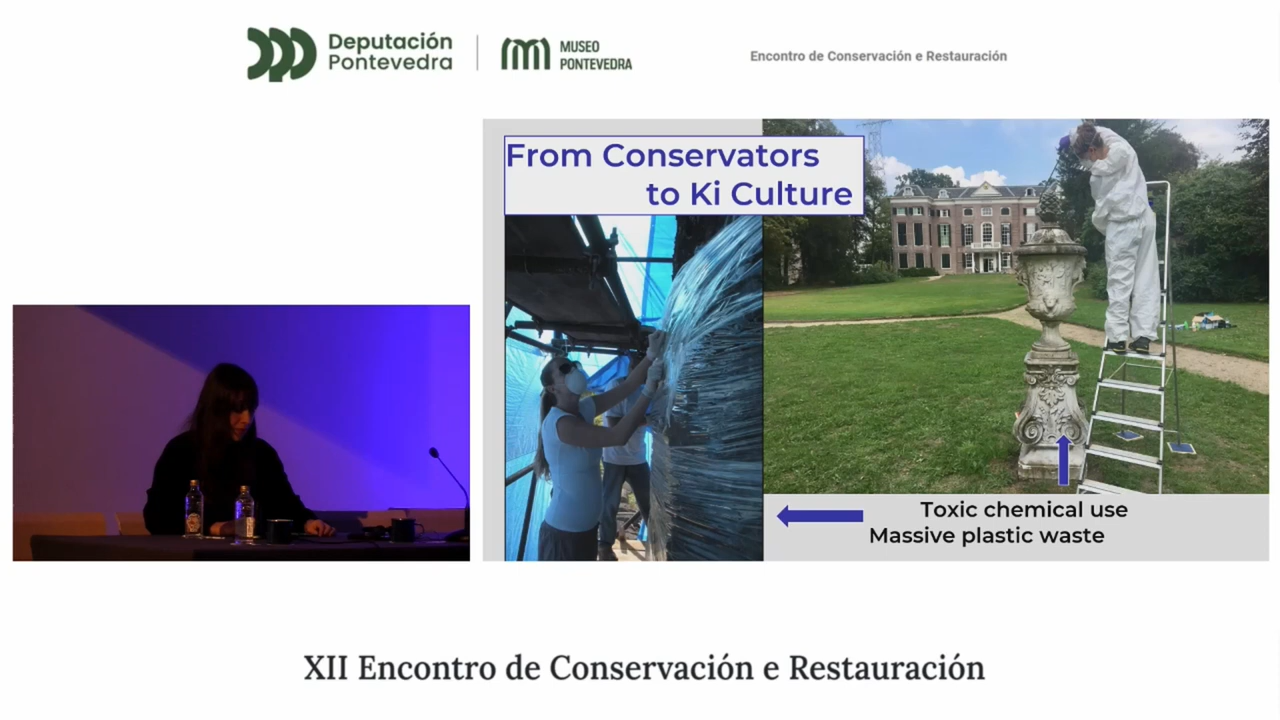 Deputación
Pontevedra
MUSEO
PONTEVEDRA
Encontro de Conservación e Restauración
From Conservators
to Ki Culture
Toxic chemical use
Massive plastic waste
XII Encontro de Conservación e Restauración